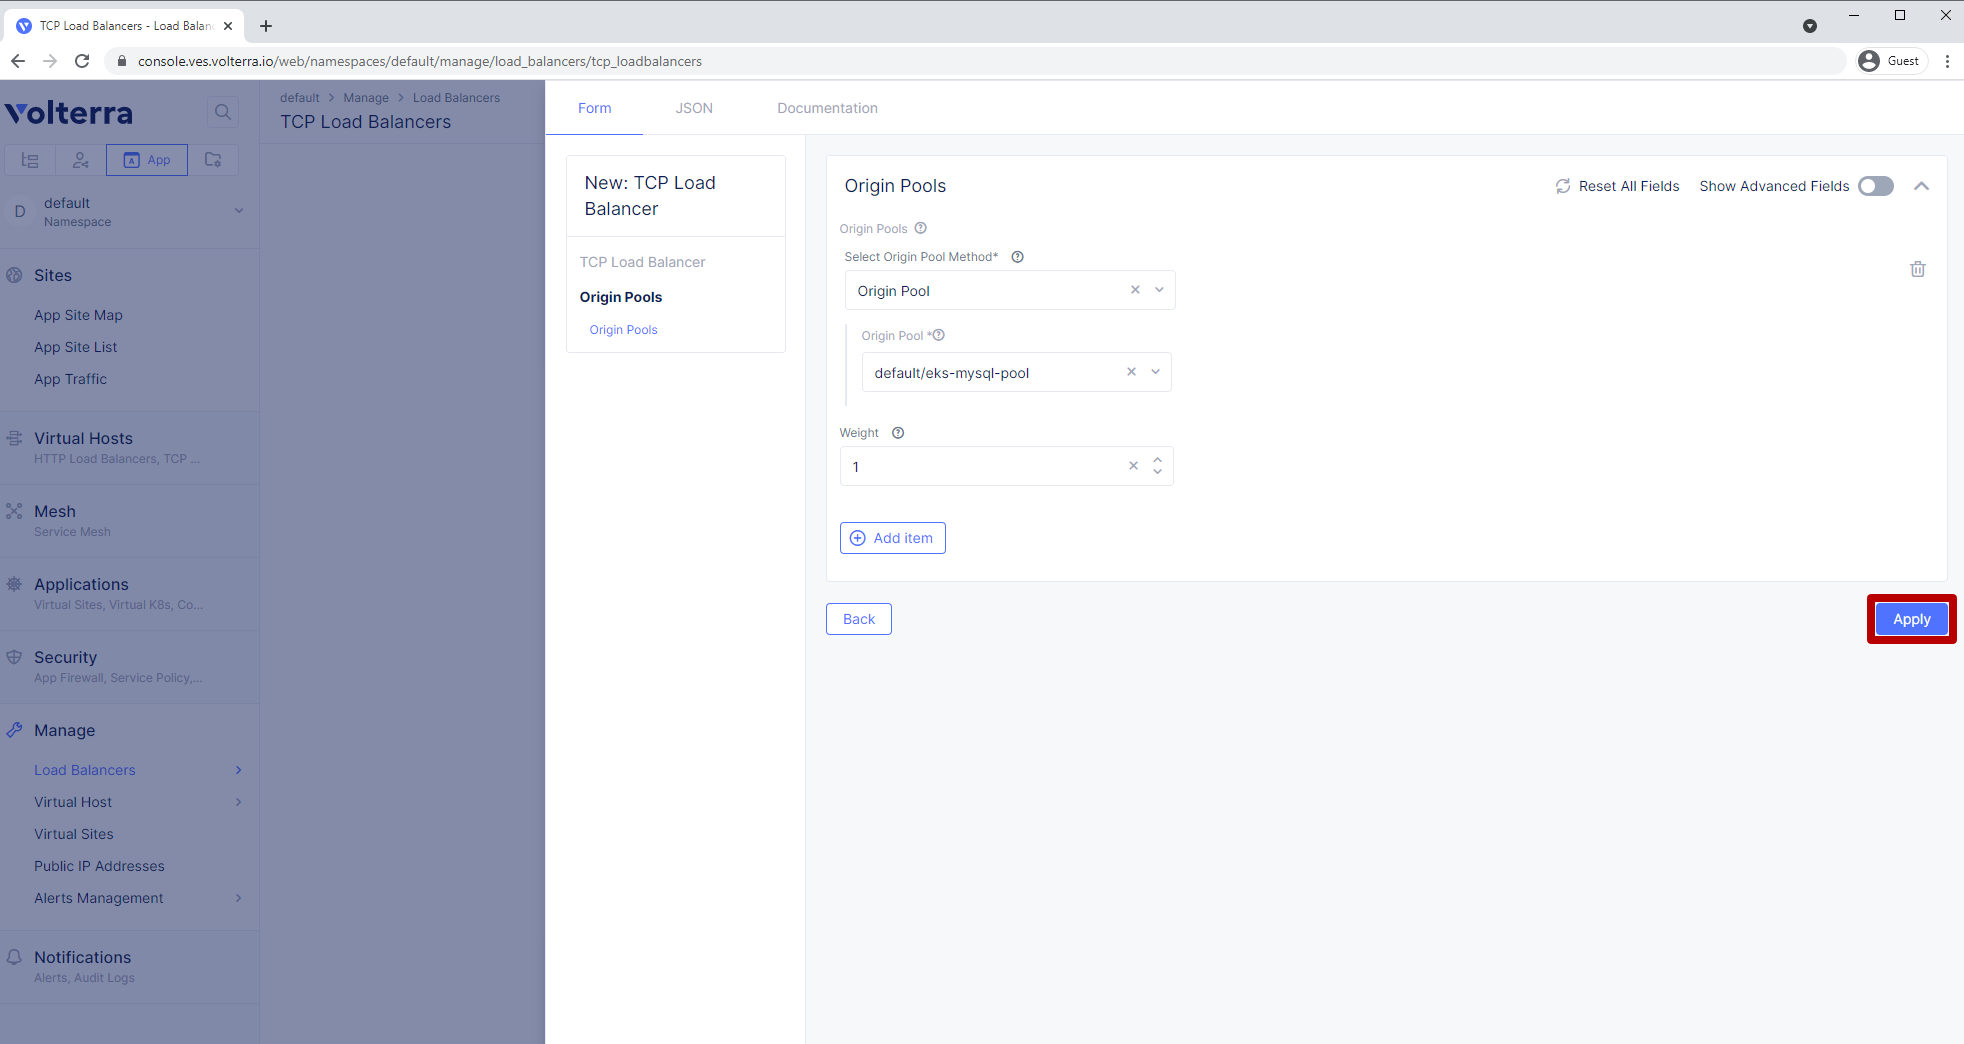 TCP Load Balancers - Load Balan
console.ves.volterra.io/web/namespaces/default/manage/load_balancers/tcp_loadbalancers
Guest
Volterra
App
D
default
Namespace
Sites
App Site Map
App Site List
App Traffic
Virtual Hosts
HTTP Load Balancers, TCP ...
Mesh
Service Mesh
Applications
Virtual Sites, Virtual K8s, Co...
Security
App Firewall, Service Policy,...
Manage
Load Balancers
Virtual Host
Virtual Sites
Public IP Addresses
Alerts Management
Notifications
Alerts, Audit Logs
default > Manage > Load Balancers
TCP Load Balancers
Form JSON Documentation
New: TCP Load
Balancer
TCP Load Balancer
Origin Pools
Origin Pools
Origin Pools
Reset All Fields Show Advanced Fields
Origin Pools
Select Origin Pool Method*
Origin Pool
Origin Pool *
default/eks-mysql-pool
Weight
1
Add item
Back
Apply